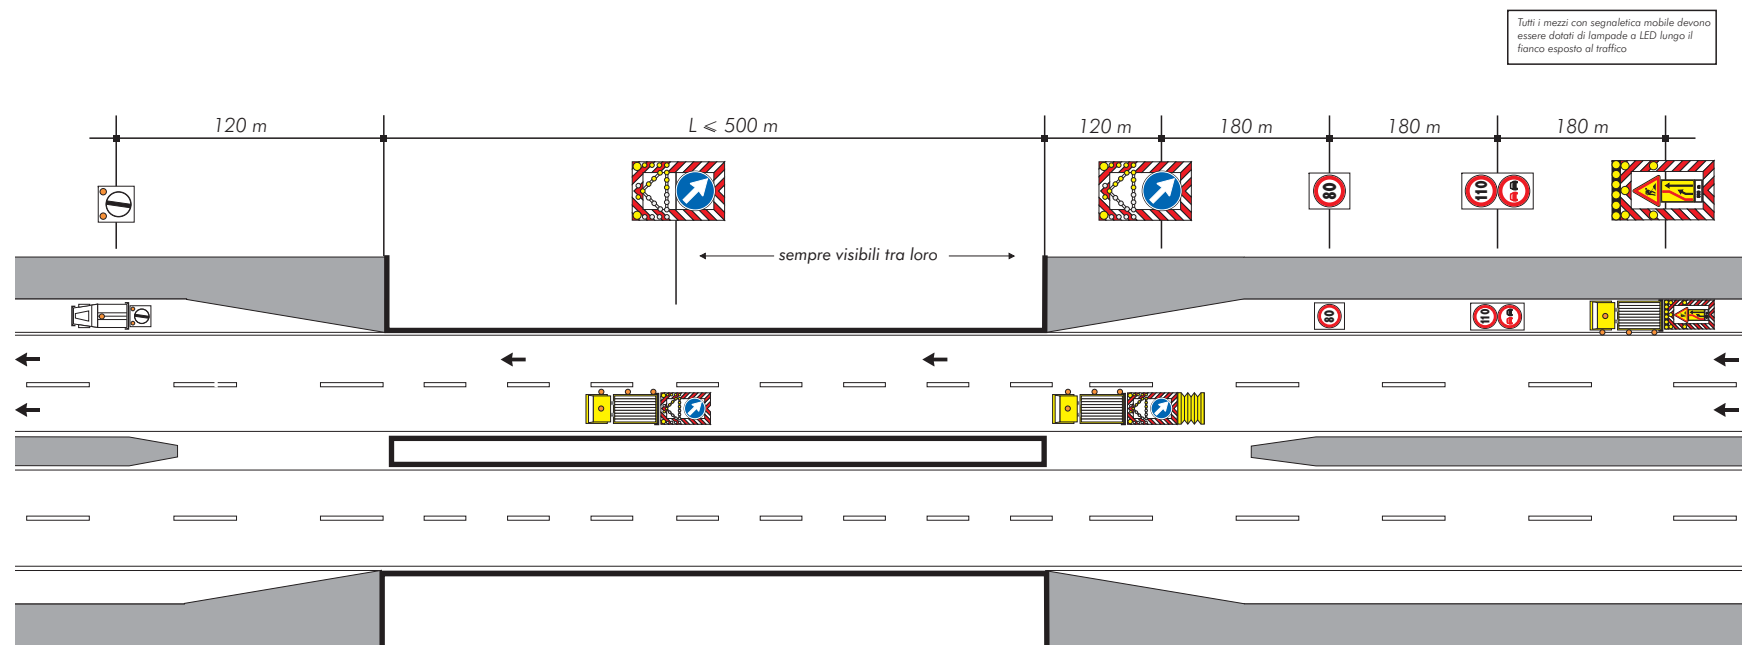 Tutti i mezzi con segnaletica mobile devono
essere dotati di lampade a LED lungo il
fianco esposto al traffico
120 m
L ⩽ 500 m
120 m
180 m
180 m
180 m
80
110
sempre visibili tra loro
80
110